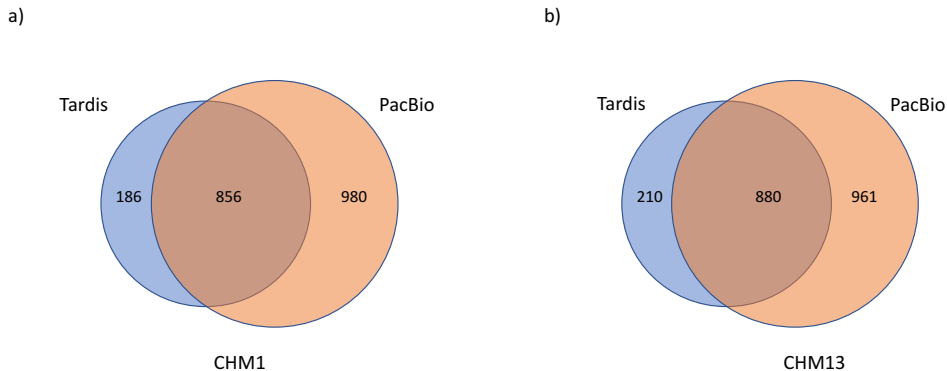 a)
Tardis
PacBio
186
856
980
CHM1
b)
Tardis
PacBio
210
880
961
CHM13